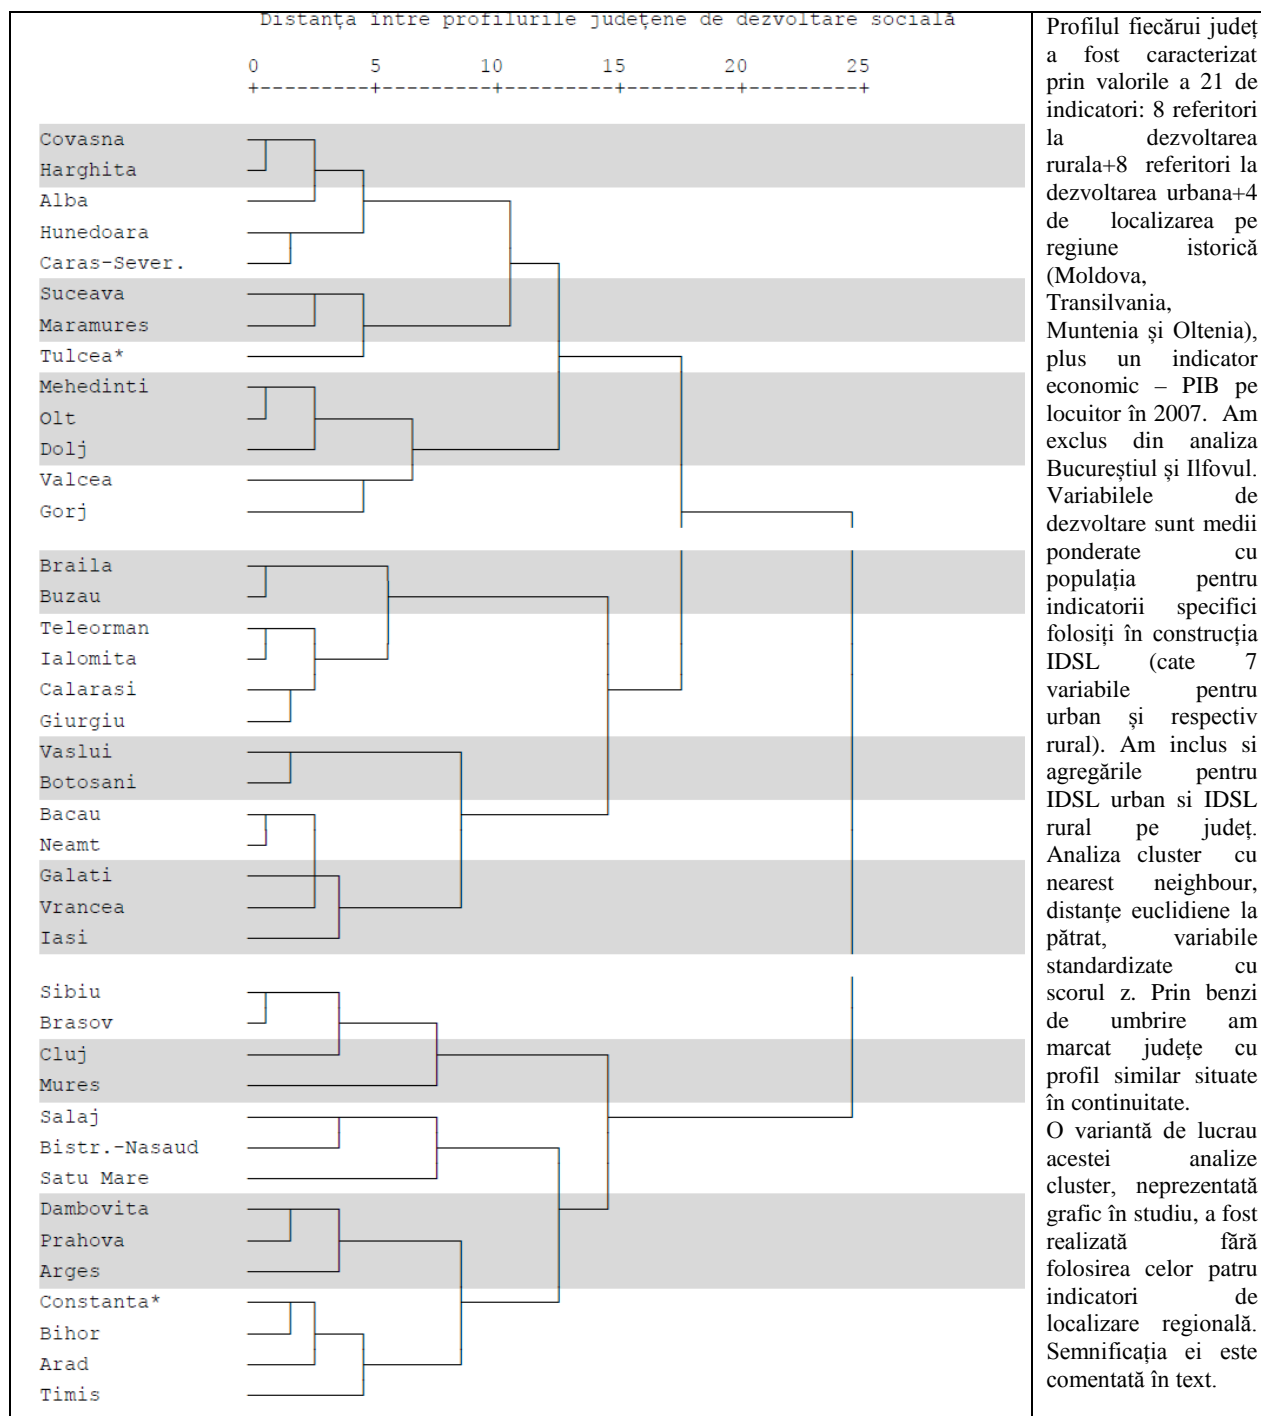 Distanța între profilurile județene de dezvoltare socială
0 5 10 15 20 25
+---------+---------+---------+---------+---------+
Covasna
Harghita
Alba
Hunedoara
Caras-Sever.
Suceava
Maramures
Tulcea*
Mehedinti
Olt
Dolj
Valcea
Gorj
Braila
Buzau
Teleorman
Ialomita
Calarasi
Giurgiu
Vaslui
Botosani
Bacau
Neamt
Galati
Vrancea
Iasi
Sibiu
Brasov
Cluj
Mures
Salaj
Bistr.-Nasaud
Satu Mare
Dambovita
Prahova
Arges
Constanta*
Bihor
Arad
Timis
Profilul fiecărui județ
a fost caracterizat
prin valorile a 21 de
indicatori: 8 referitori
la dezvoltarea
rurala+8 referitori la
dezvoltarea urbana+4
de localizarea pe
regiune istorică
(Moldova,
Transilvania,
Muntenia și Oltenia),
plus un indicator
economic – PIB pe
locuitor în 2007. Am
exclus din analiza
Bucureștiul și Ilfovul.
Variabilele de
dezvoltare sunt medii
ponderate cu
populația pentru
indicatorii specifici
folosiți în construcția
IDSL (cate 7
variabile pentru
urban și respectiv
rural). Am inclus si
agregările pentru
IDSL urban si IDSL
rural pe județ.
Analiza cluster cu
nearest neighbour,
distanțe euclidiene la
pătrat, variabile
standardizate cu
scorul z. Prin benzi
de umbrire am
marcat județe cu
profil similar situate
în continuitate.
O variantă de lucrau
acestei analize
cluster, neprezentată
grafic în studiu, a fost
realizată fără
folosirea celor patru
indicatori de
localizare regională.
Semnificația ei este
comentată în text.